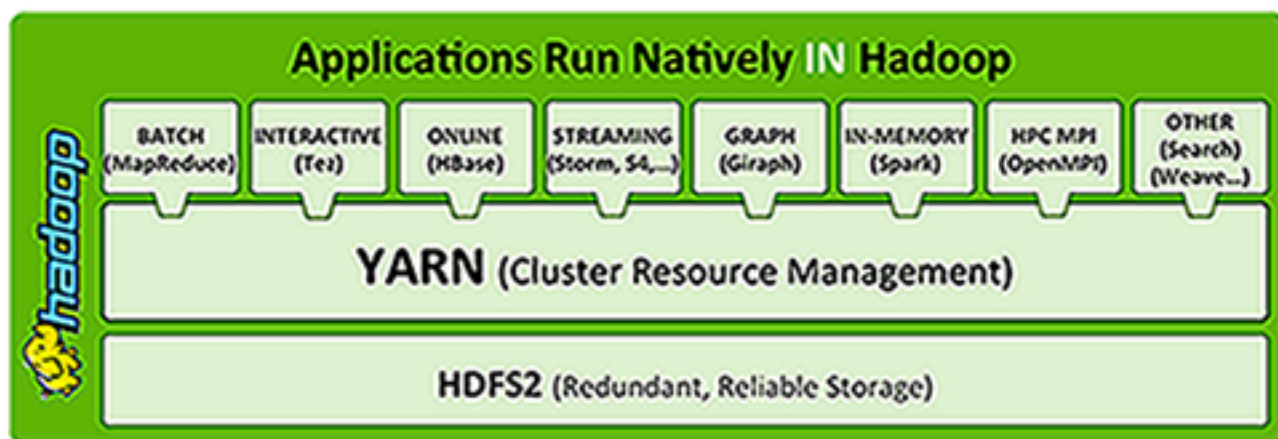 Applications Run Natively IN Hadoop
BATCH
(MapReduce)
INTERACTIVE
(Tez)
ONLINE
(HBase)
STREAMING
(Storm, S4,...)
GRAPH
(Giraph)
IN-MEMORY
(Spark)
HPC MPI
(OpenMPI)
OTHER
(Search)
(Weave...)
hadoop
YARN (Cluster Resource Management)
HDFS2 (Redundant, Reliable Storage)